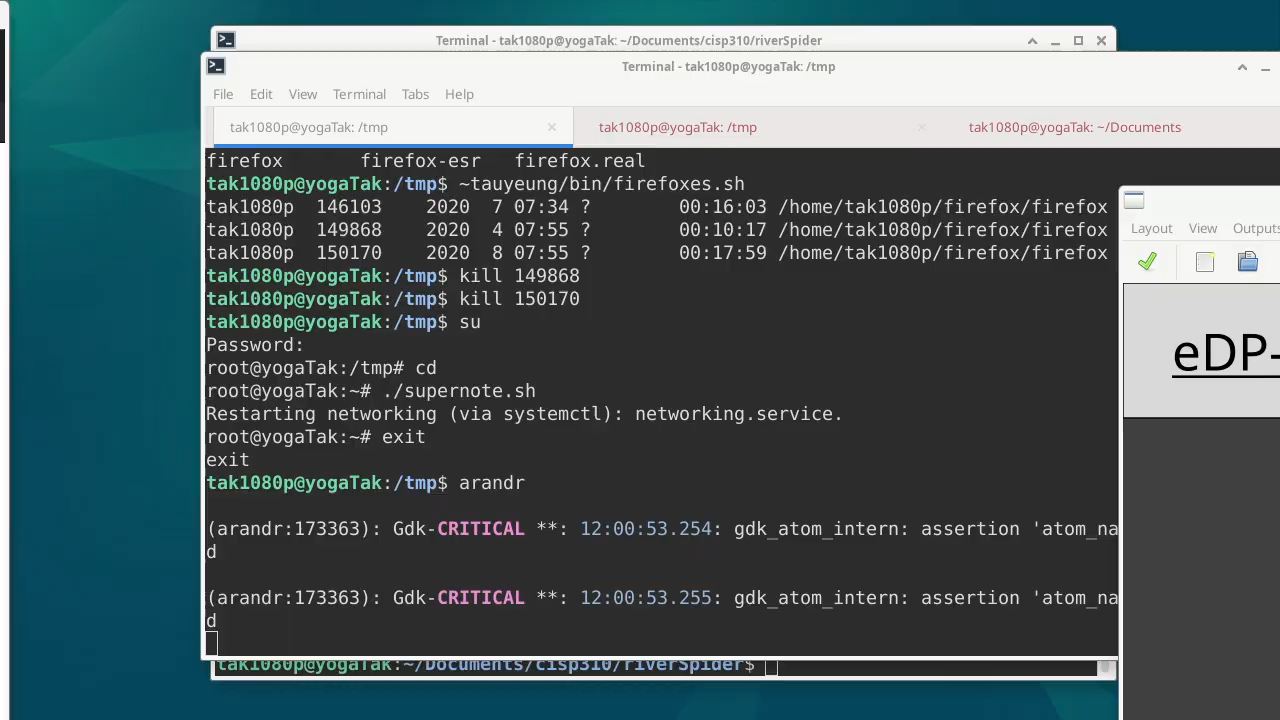 Terminal - tak1080p@yogaTak: ~/Documents/cisp310/riverSpider
Terminal - tak1080p@yogaTak: /tmp
File Edit View Terminal Tabs Help
tak1080p@yogaTak: /tmp
tak1080p@yogaTak: /tmp
tak1080p@yogaTak: ~/Documents
firefox firefox-esr firefox.real
tak1080p@yogaTak:/tmp$ ~tauyeung/bin/firefoxes.sh
tak1080p 146103 2020 7 07:34 ? 00:16:03 /home/tak1080p/firefox/firefox
tak1080p 149868 2020 4 07:55 ? 00:10:17 /home/tak1080p/firefox/firefox
tak1080p 150170 2020 8 07:55 ? 00:17:59 /home/tak1080p/firefox/firefox
tak1080p@yogaTak:/tmp$ kill 149868
tak1080p@yogaTak:/tmp$ kill 150170
tak1080p@yogaTak:/tmp$ su
Password:
root@yogaTak:/tmp# cd
root@yogaTak:~# ./supernote.sh
Restarting networking (via systemctl): networking.service.
root@yogaTak:~# exit
exit
tak1080p@yogaTak:/tmp$ arandr
(arandr:173363): Gdk-CRITICAL **: 12:00:53.254: gdk_atom_intern: assertion 'atom_na
d
(arandr:173363): Gdk-CRITICAL **: 12:00:53.255: gdk_atom_intern: assertion 'atom_na
d
tak1080p@yogaTak:~/Documents/cisp310/riverSpider$
Layout View Outputs
eDP-